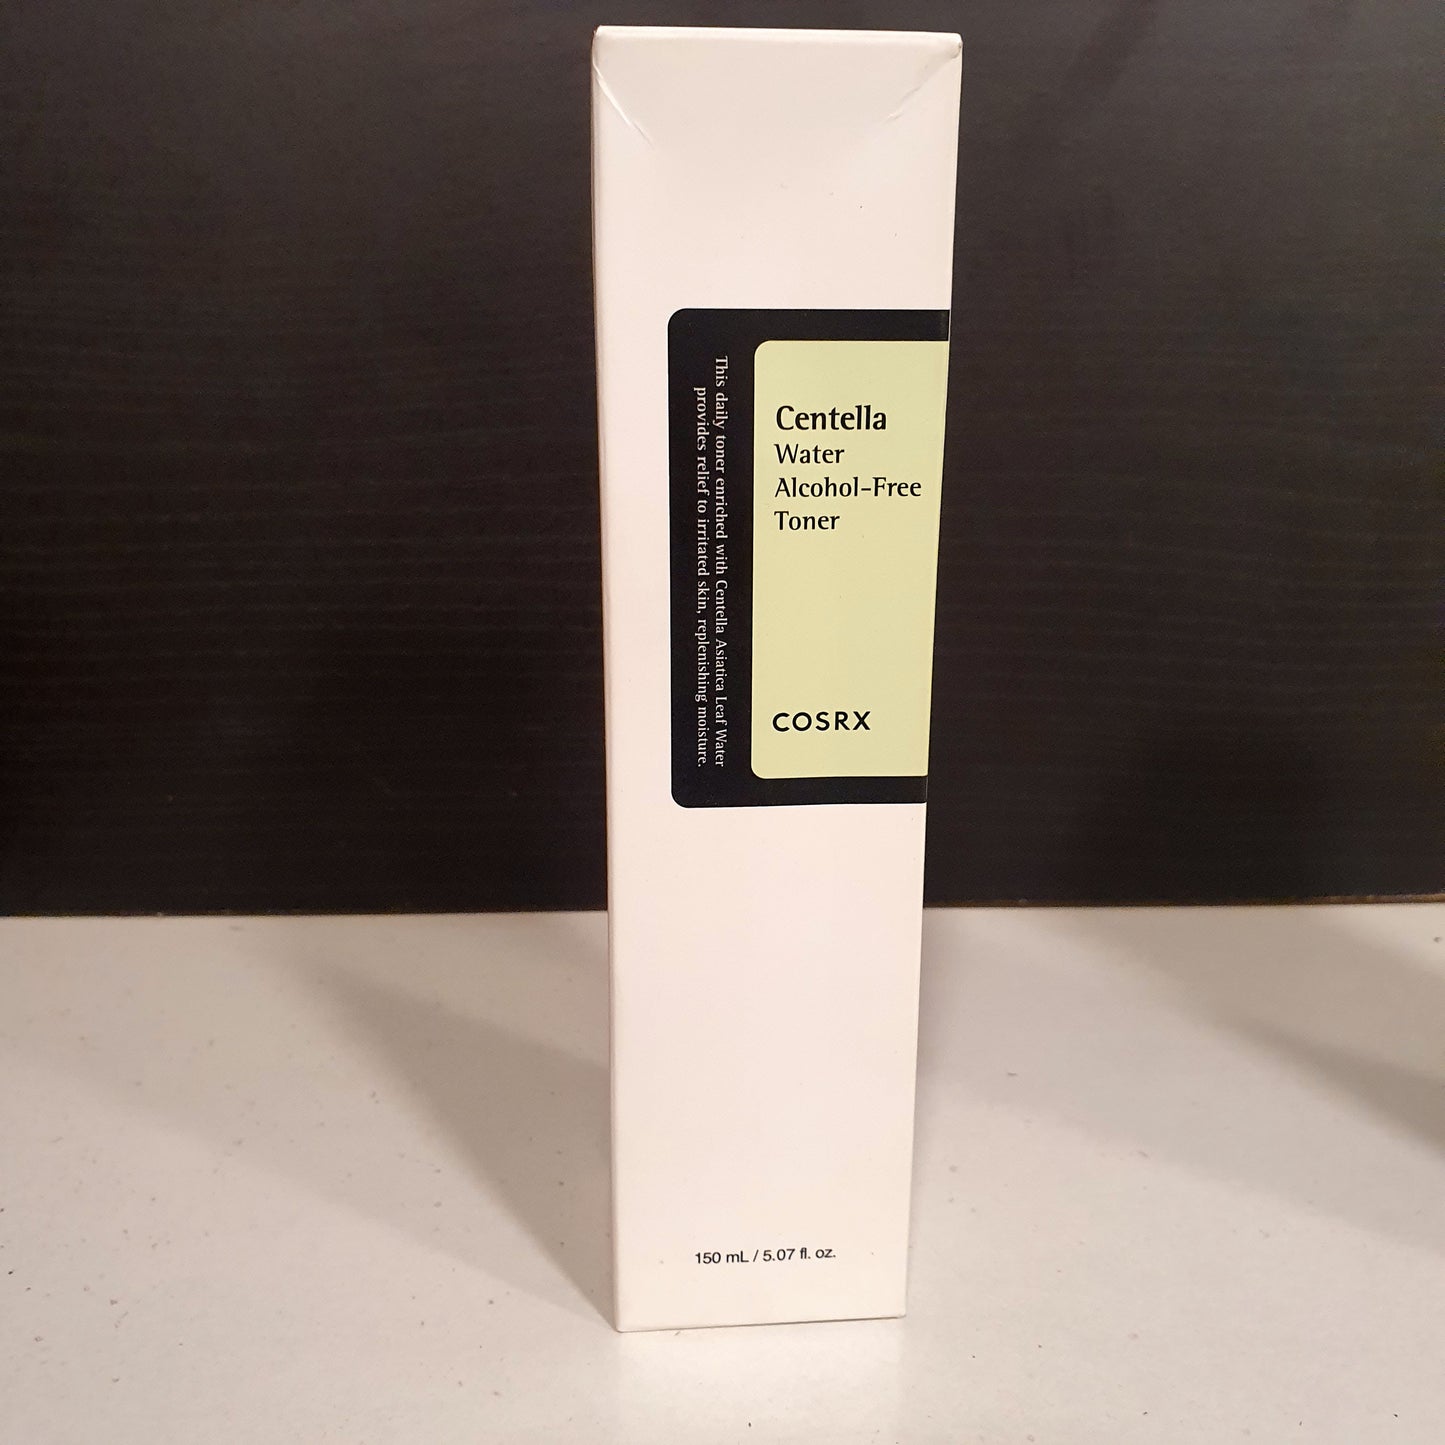 Centella
Water
Alcohol-Free
Toner
COSRX
This daily toner enriched with Centella Asiatica Leaf Water
provides relief to irritated skin, replenishing moisture.
150 mL / 5.07 fl. oz.